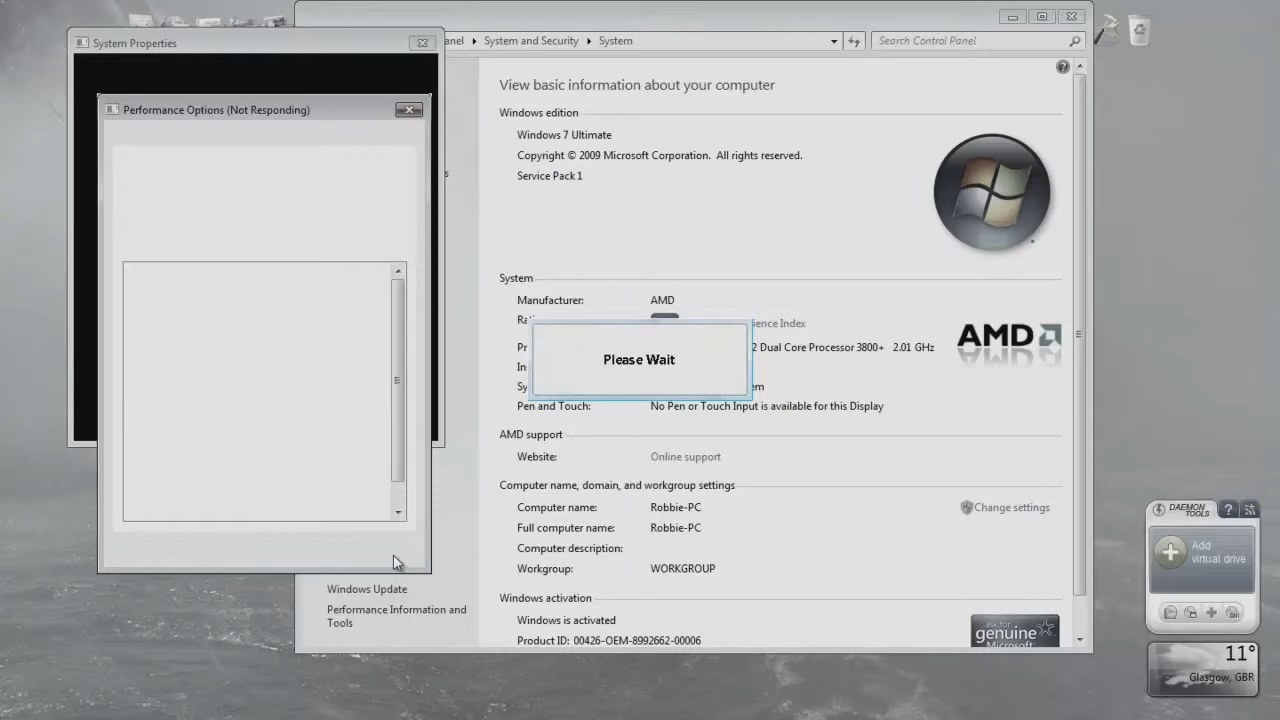 System Properties
Performance Options (Not Responding)
System and Security
System
Search Control Panel
View basic information about your computer
Windows edition
Windows 7 Ultimate
Copyright © 2009 Microsoft Corporation. All rights reserved.
Service Pack 1
System
Manufacturer: AMD
Please Wait
2 Dual Core Processor 3800+ 2.01 GHz
AMD
Pen and Touch: No Pen or Touch Input is available for this Display
AMD support
Website: Online support
Computer name, domain, and workgroup settings
Computer name: Robbie-PC
Change settings
Full computer name: Robbie-PC
Computer description:
Workgroup: WORKGROUP
Windows activation
Windows is activated
Product ID: 00426-OEM-8992662-00006
ask for
genuine
Microsoft
Windows Update
Performance Information and
Tools
DAEMON
TOOLS
?
Add
virtual drive
11°
Glasgow, GBR